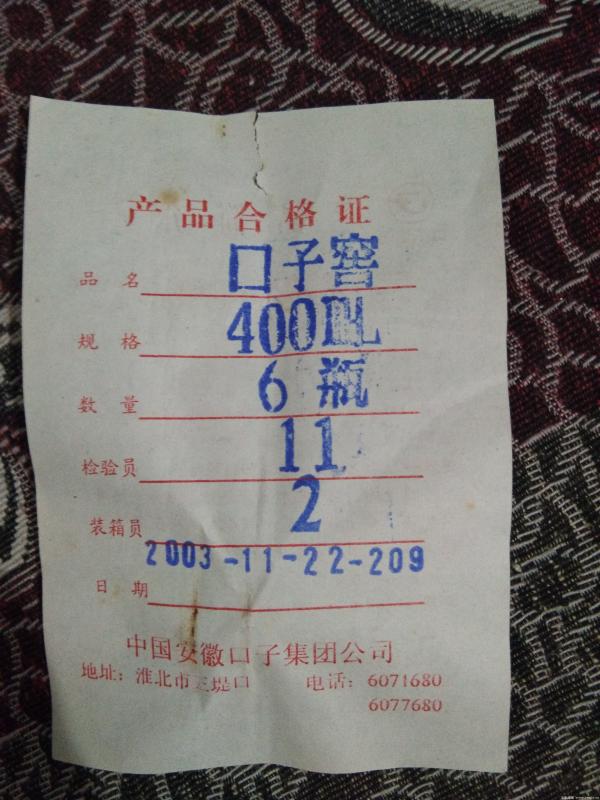 产品合格证
品 名 口子窖
规 格 400ML
数 量 6瓶
检验员 11
装箱员 2
日 期 2003-11-22-209
中国安徽口子集团公司
地址：淮北市三堤口 电话：6071680
6077680